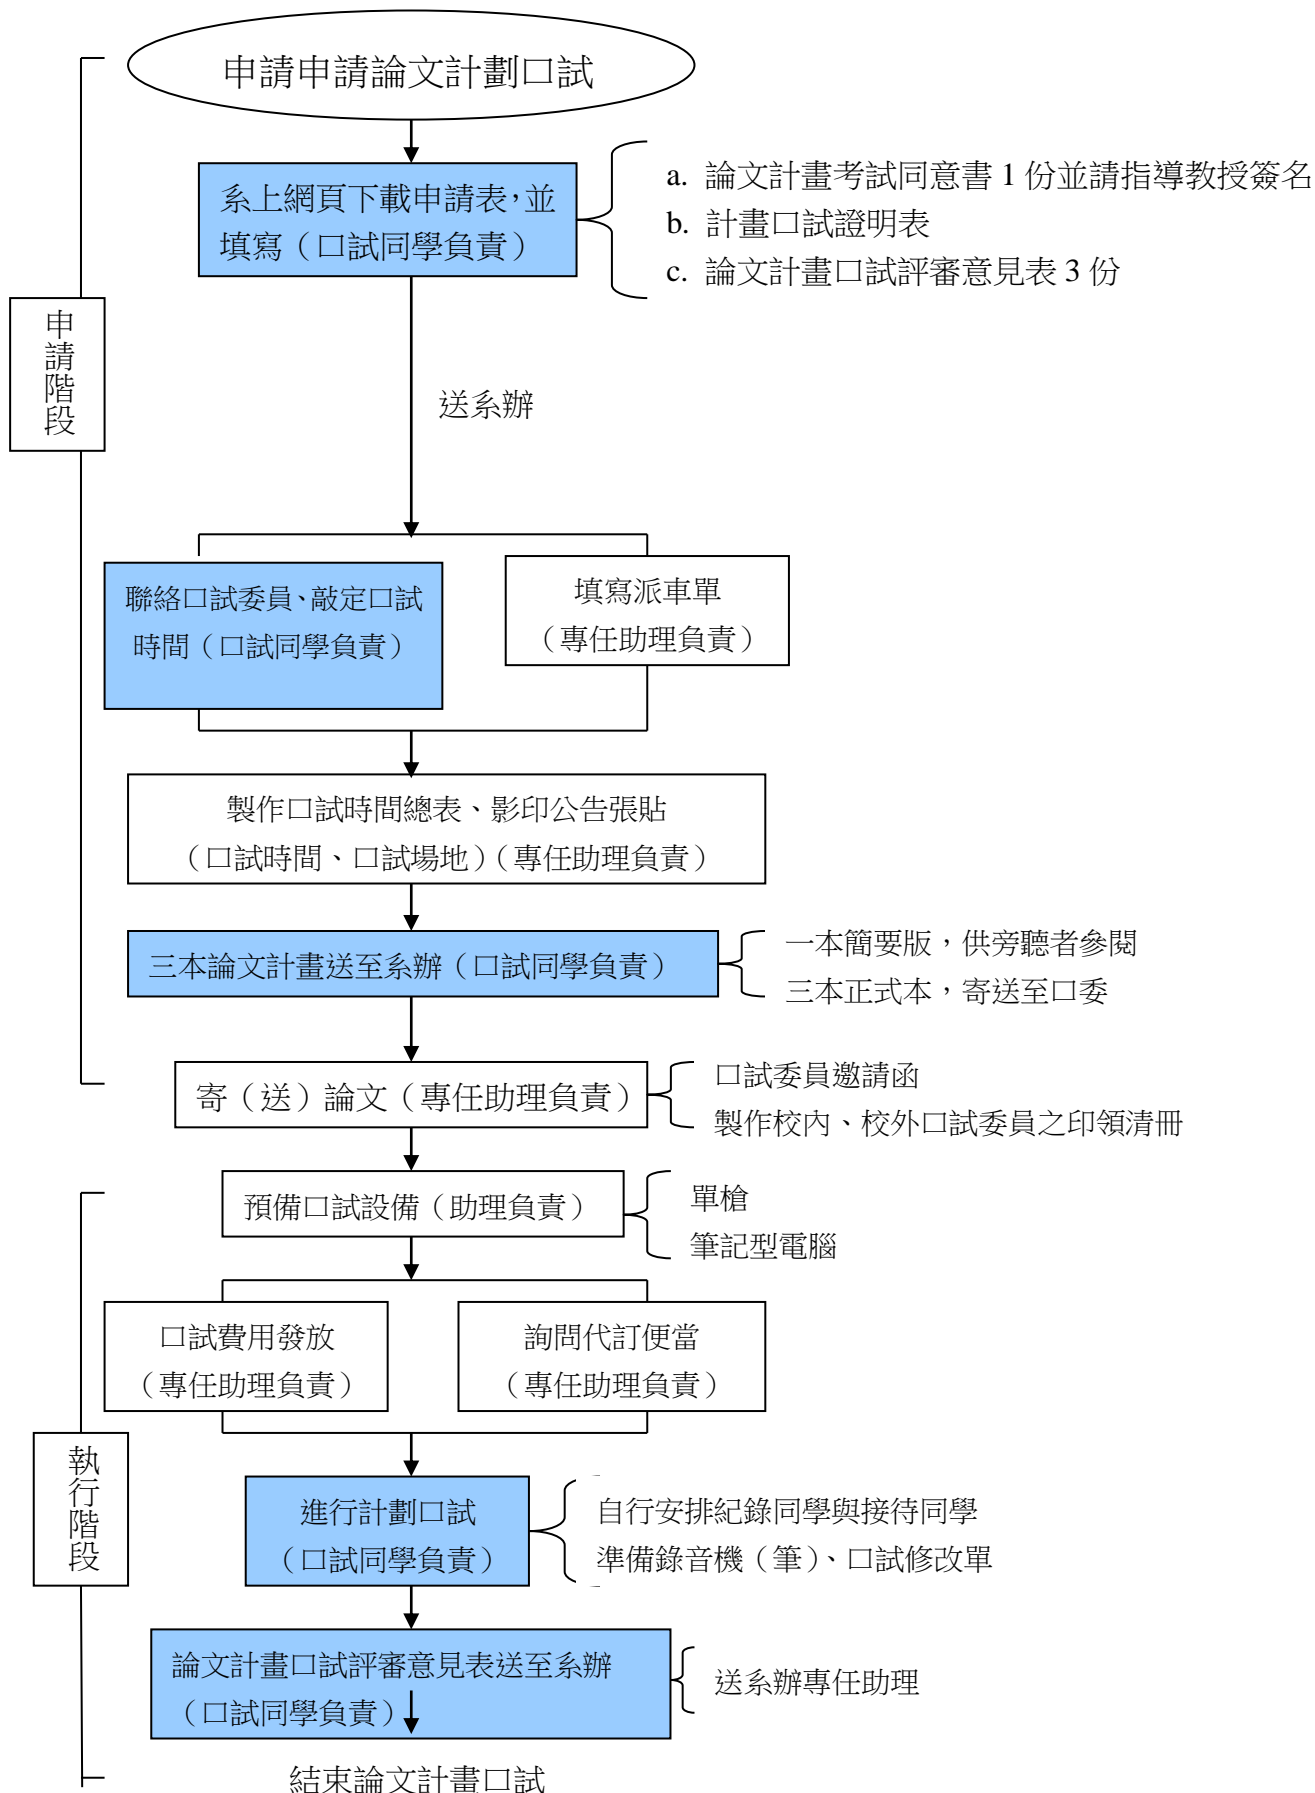 申請申請論文計劃口試
系上網頁下載申請表，並
填寫（口試同學負責）
a. 論文計畫考試同意書 1 份並請指導教授簽名
b. 計畫口試證明表
c. 論文計畫口試評審意見表 3 份
申請階段
送系辦
聯絡口試委員、敲定口試
時間（口試同學負責）
填寫派車單
（專任助理負責）
製作口試時間總表、影印公告張貼
（口試時間、口試場地）（專任助理負責）
三本論文計畫送至系辦（口試同學負責）
一本簡要版，供旁聽者參閱
三本正式本，寄送至口委
寄（送）論文（專任助理負責）
口試委員邀請函
製作校內、校外口試委員之印領清冊
預備口試設備（助理負責）
單槍
筆記型電腦
口試費用發放
（專任助理負責）
詢問代訂便當
（專任助理負責）
執行階段
進行計劃口試
（口試同學負責）
自行安排紀錄同學與接待同學
準備錄音機（筆）、口試修改單
論文計畫口試評審意見表送至系辦
（口試同學負責）
送系辦專任助理
結束論文計畫口試